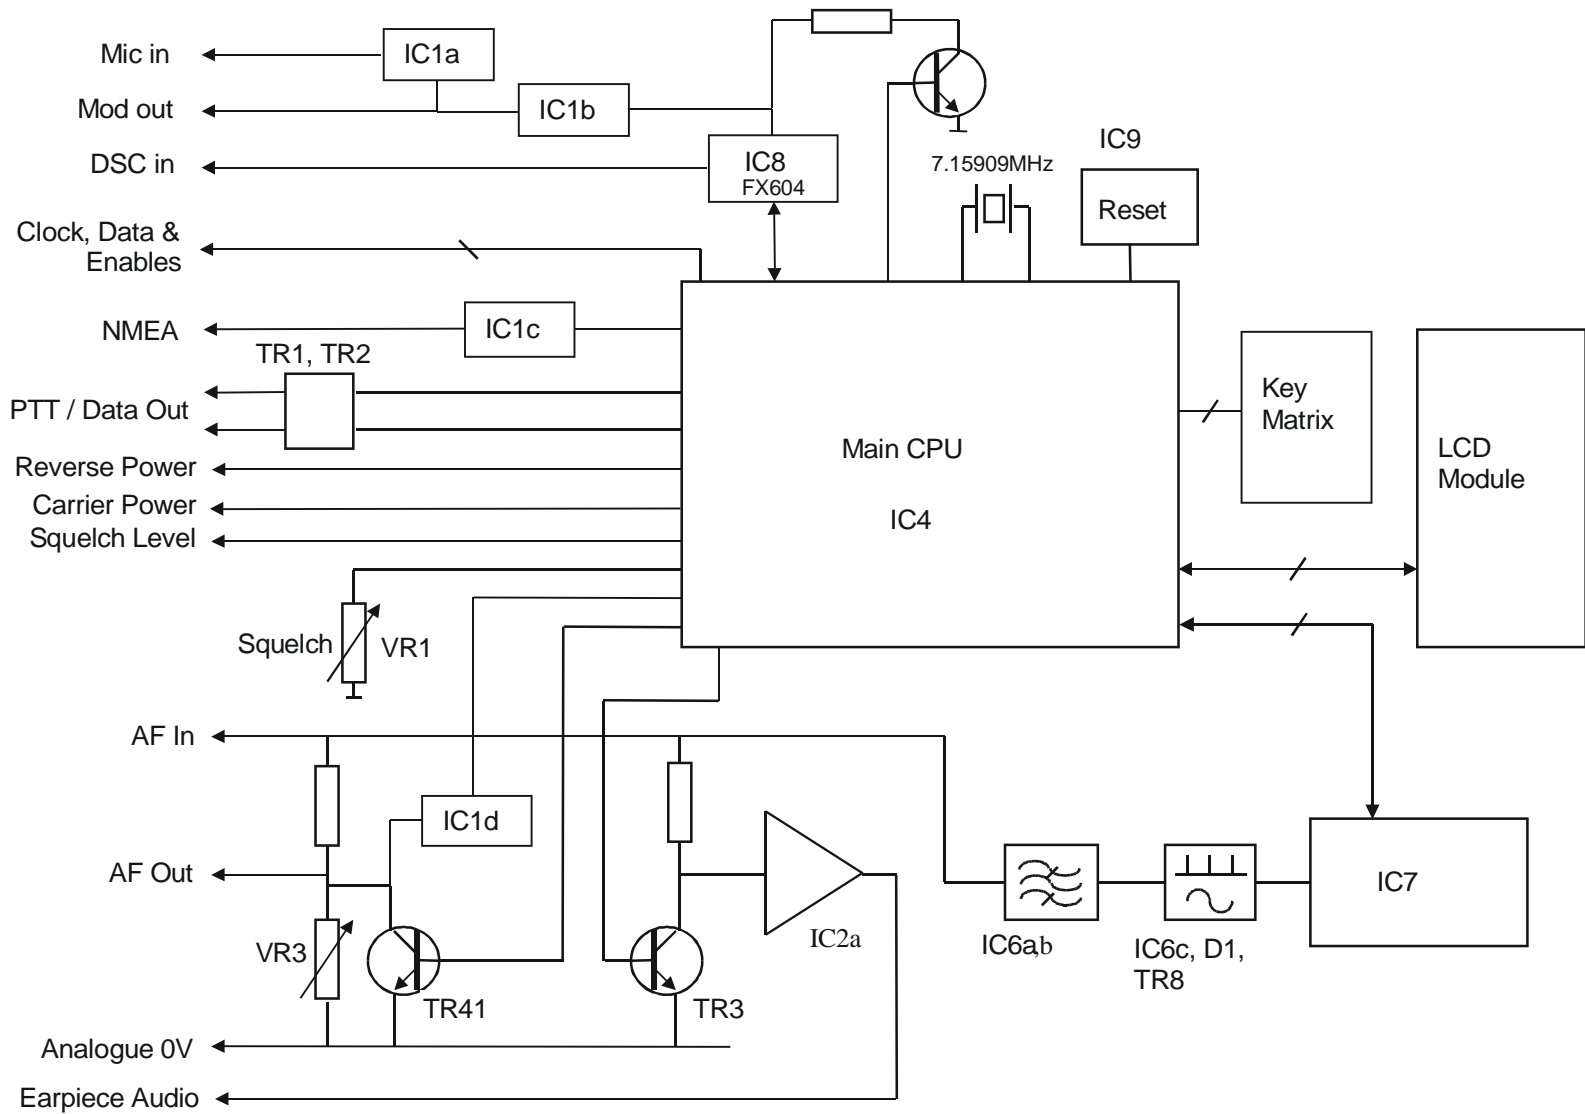 Mic in
IC1a
Mod out
IC1b
DSC in
IC8
FX604
7.15909MHz
IC9
Reset
Clock, Data &
Enables
NMEA
IC1c
TR1, TR2
PTT / Data Out
Reverse Power
Carrier Power
Squelch Level
Main CPU
IC4
Key
Matrix
LCD
Module
Squelch
VR1
AF In
IC1d
AF Out
VR3
TR41
TR3
IC2a
IC6a,b
IC6c, D1,
TR8
IC7
Analogue 0V
Earpiece Audio